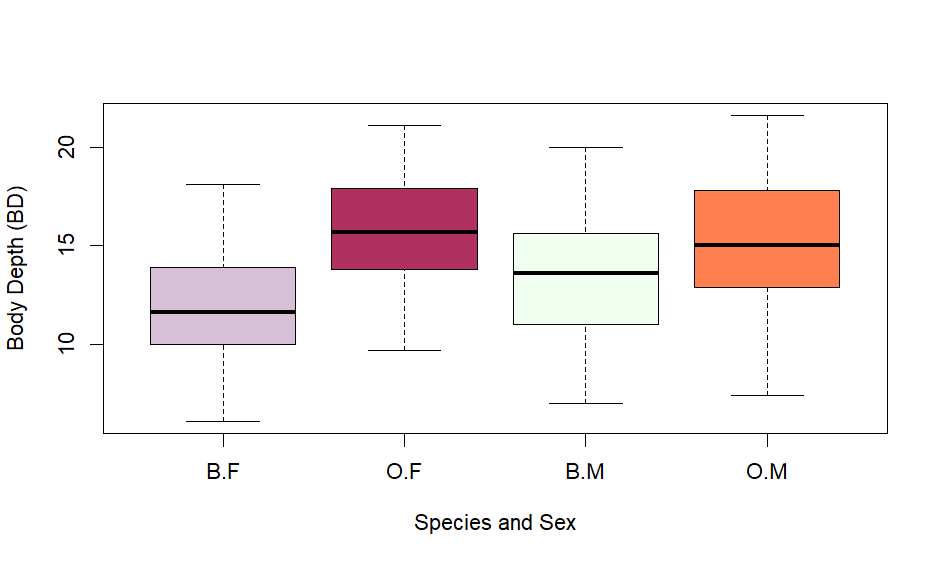 Body Depth (BD)
20
15
10
B.F O.F B.M O.M
Species and Sex